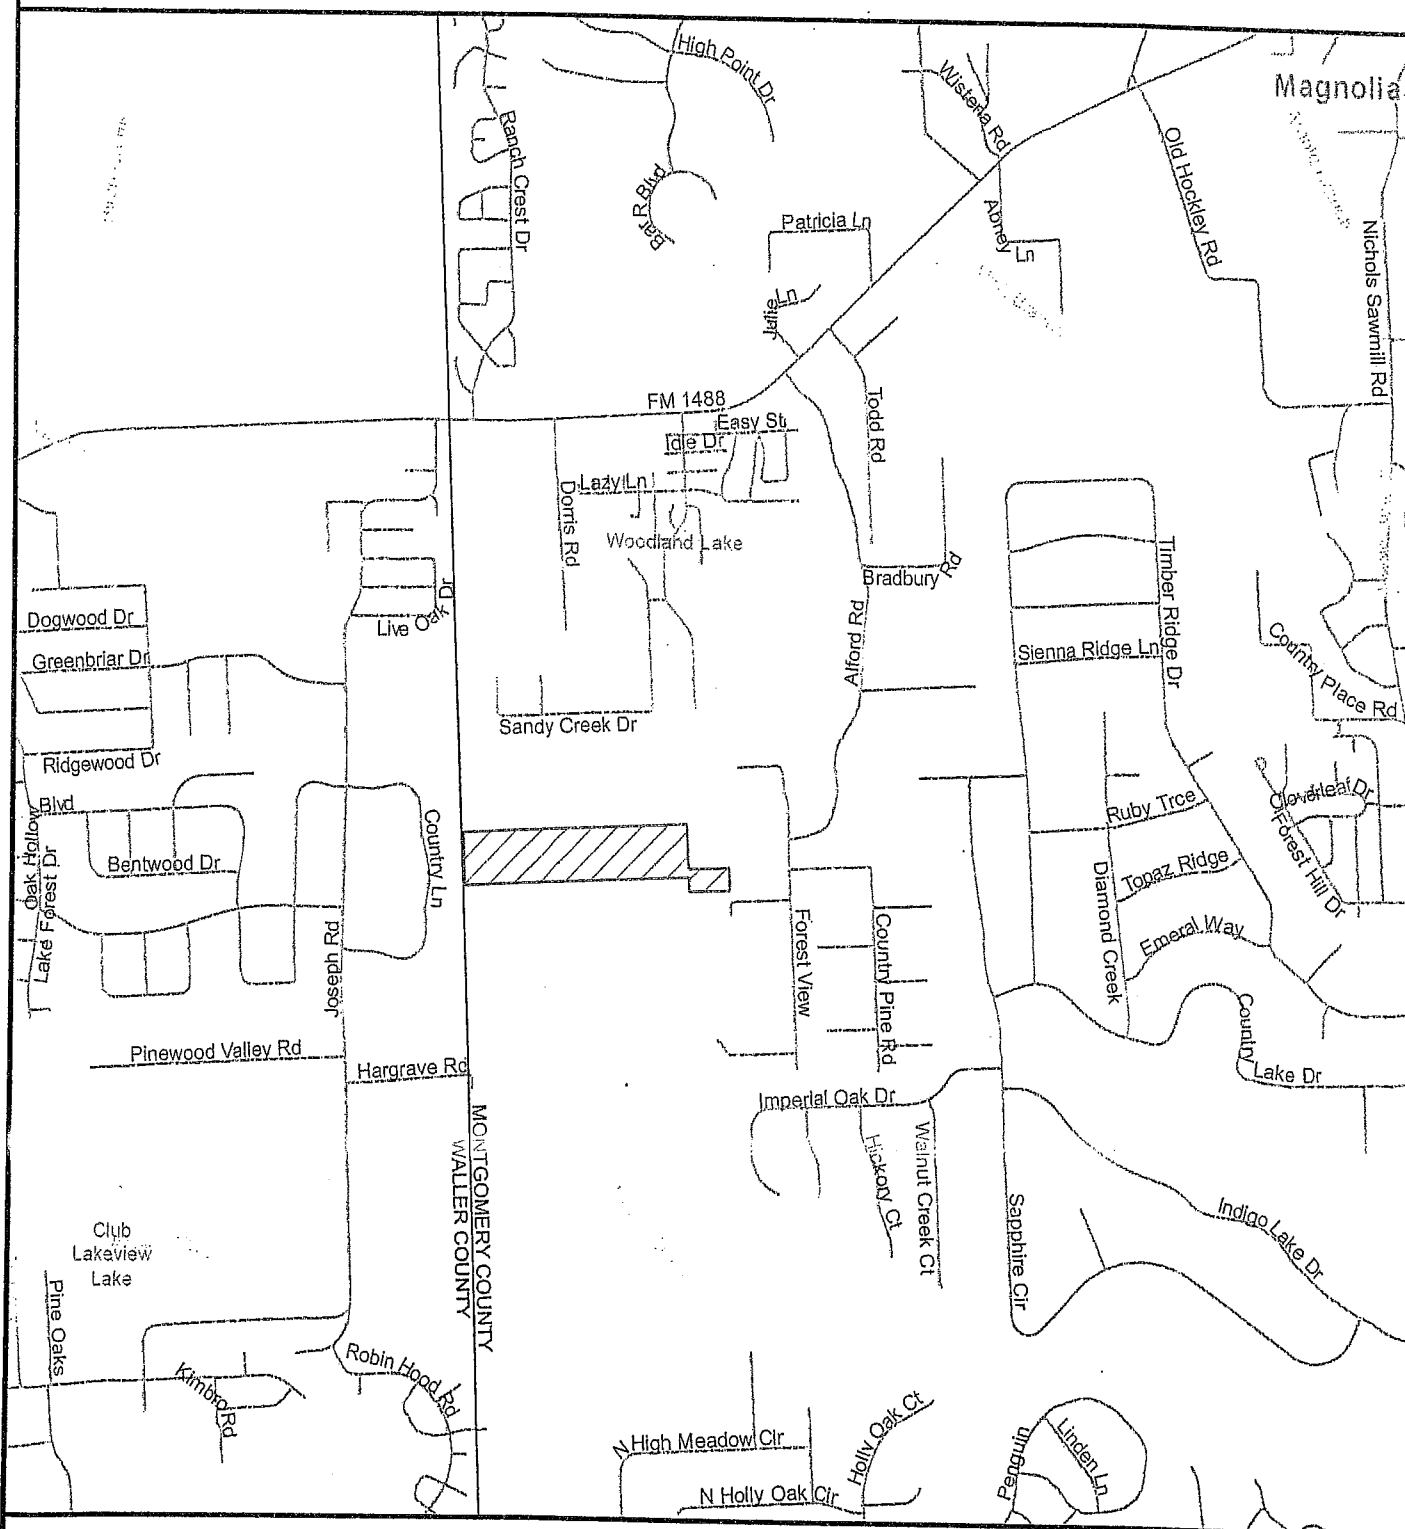 High Point Dr
Wisteria Rd
Magnolia
Ranch Crest Dr
Old Hockley Rd
Bar R Blvd
Patricia Ln
Abney
Ln
Nichols Sawmill Rd
Julie Ln
FM 1488
Easy St
Idle Dr
Todd Rd
Lazy Ln
Dorris Rd
Woodland Lake
Bradbury Rd
Timber Ridge Dr
Dogwood Dr
Live Oak Dr
Alford Rd
Greenbriar Dr
Sienna Ridge Ln
Country Place Rd
Sandy Creek Dr
Ridgewood Dr
Oak Hollow Blvd
Country Ln
Ruby Trce
Cloverleaf Dr
Forest Hill Dr
Bentwood Dr
Topaz Ridge
Diamond Creek
Lake Forest Dr
Joseph Rd
Forest View
Country Pine Rd
Emeral Way
Country
Lake Dr
Pinewood Valley Rd
Hargrave Rd
Imperial Oak Dr
MONTGOMERY COUNTY
WALLER COUNTY
Hickory Ct
Walnut Creek Ct
Sapphire Cir
Indigo Lake Dr
Club
Lakeview
Lake
Pine Oaks
Robin Hood Rd
Kimbro Rd
N High Meadow Cir
Holly Oak Ct
Penguin
Linden Ln
N Holly Oak Cir